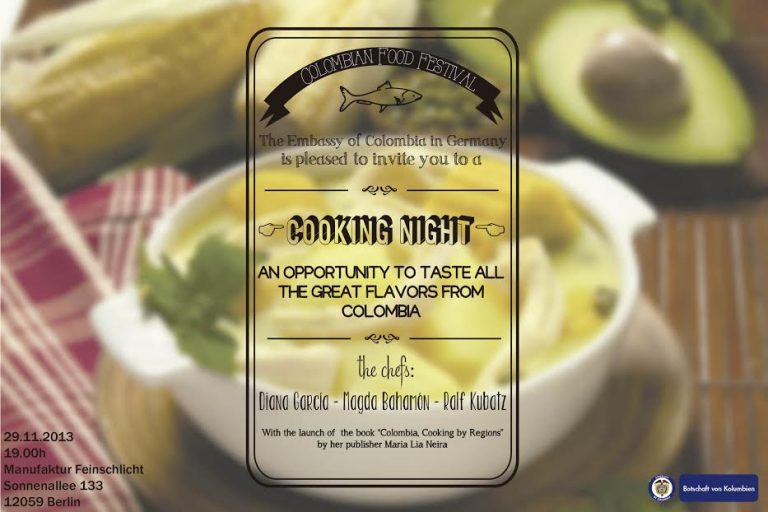 COLOMBIAN FOOD FESTIVAL
The Embassy of Colombia in Germany
is pleased to invite you to a
COOKING NIGHT
AN OPPORTUNITY TO TASTE ALL
THE GREAT FLAVORS FROM
COLOMBIA
the chefs:
Diana García - Magda Bahamón - Ralf Kubatz
With the launch of the book "Colombia, Cooking by Regions"
by her publisher Maria Lia Neira
29.11.2013
19.00h
Manufaktur Feinschlicht
Sonnenallee 133
12059 Berlin
Botschaft von Kolumbien